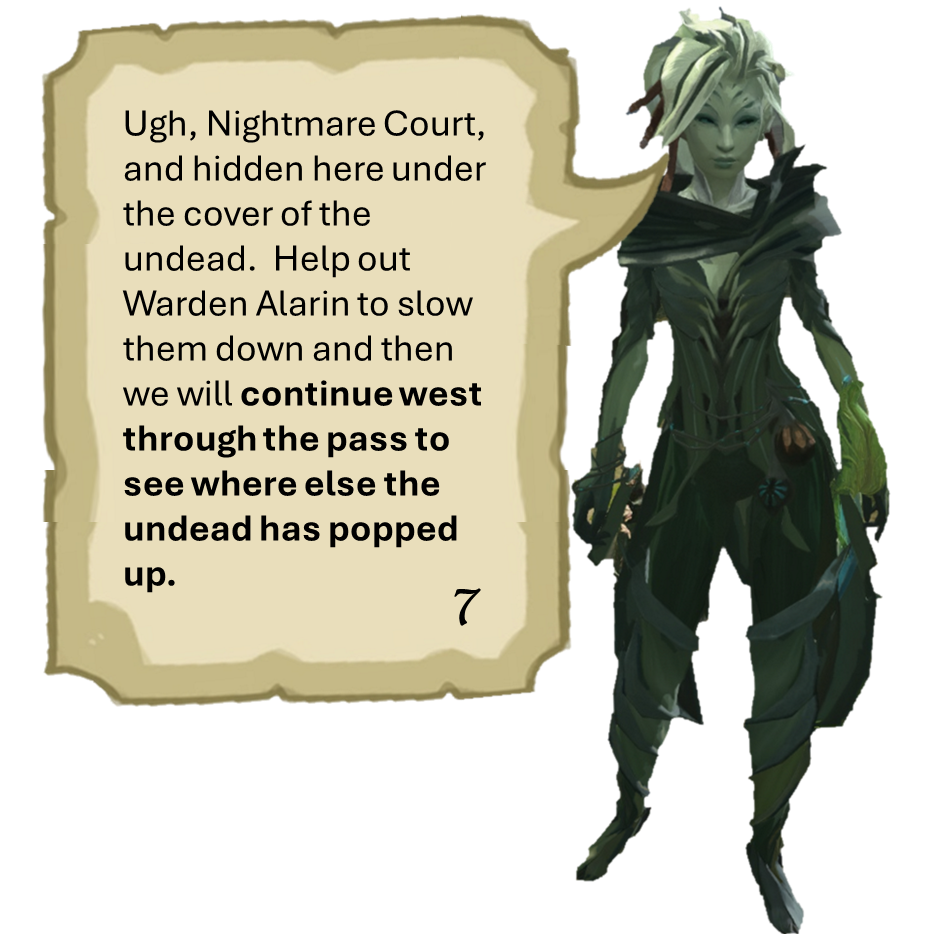 Ugh, Nightmare Court,
and hidden here under
the cover of the
undead.  Help out
Warden Alarin to slow
them down and then
we will continue west
through the pass to
see where else the
undead has popped
up.
7